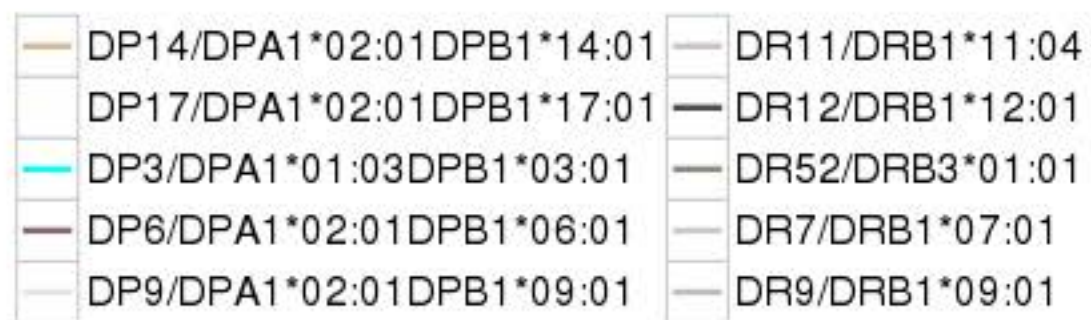 DP14/DPA1*02:01DPB1*14:01
DP17/DPA1*02:01DPB1*17:01
DP3/DPA1*01:03DPB1*03:01
DP6/DPA1*02:01DPB1*06:01
DP9/DPA1*02:01DPB1*09:01
DR11/DRB1*11:04
DR12/DRB1*12:01
DR52/DRB3*01:01
DR7/DRB1*07:01
DR9/DRB1*09:01